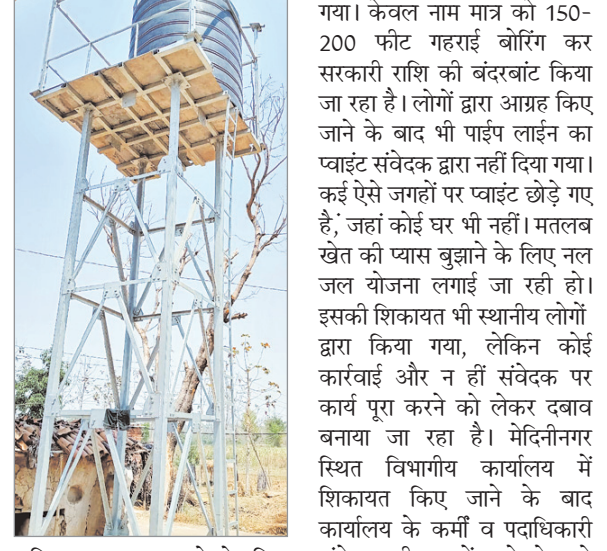 गया। केवल नाम मात्र को 150-
200 फीट गहराई बोरिंग कर
सरकारी राशि की बंदरबांट किया
जा रहा है। लोगों द्वारा आग्रह किए
जाने के बाद भी पाईप लाईन का
प्वाइंट संवेदक द्वारा नहीं दिया गया।
कई ऐसे जगहों पर प्वाइंट छोड़े गए
है, जहां कोई घर भी नहीं। मतलब
खेत की प्यास बुझाने के लिए नल
जल योजना लगाई जा रही हो।
इसकी शिकायत भी स्थानीय लोगों
द्वारा किया गया, लेकिन कोई
कार्रवाई और न हीं संवेदक पर
कार्य पूरा करने को लेकर दबाव
बनाया जा रहा है। मेदिनीनगर
स्थित विभागीय कार्यालय में
शिकायत किए जाने के बाद
कार्यालय के कर्मी व पदाधिकारी